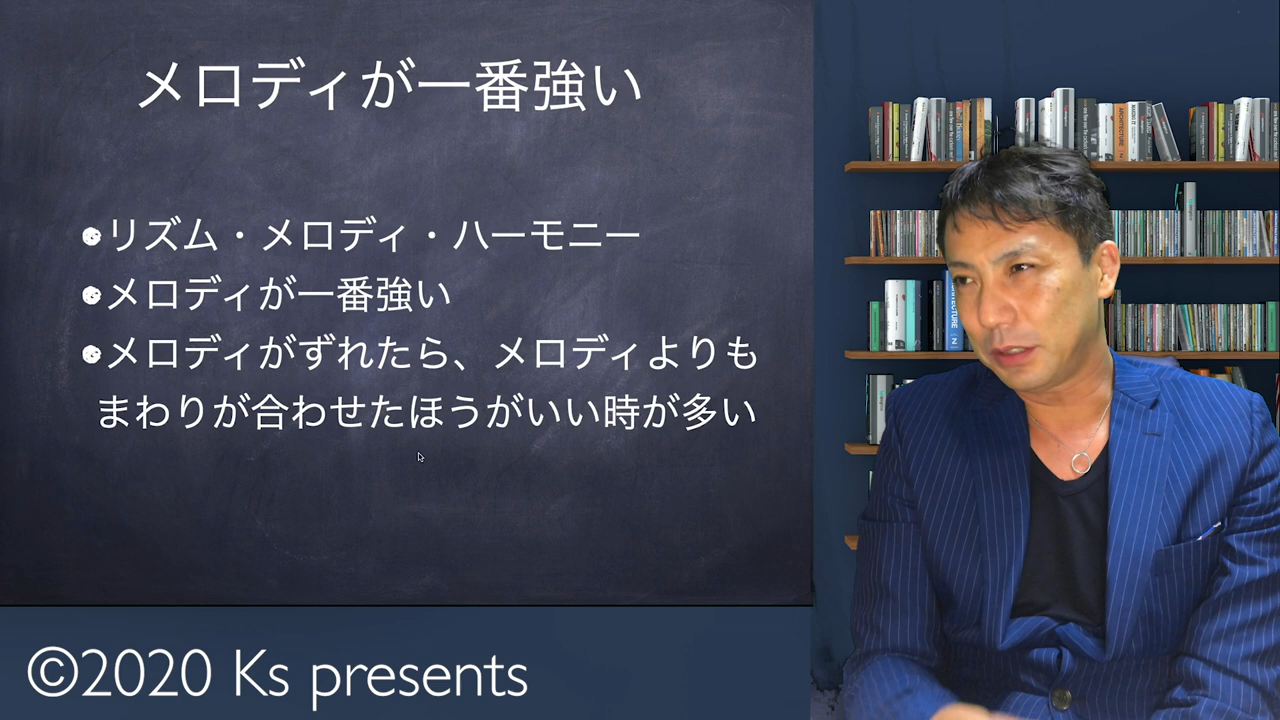 メロディが一番強い
●リズム・メロディ・ハーモニー
●メロディが一番強い
●メロディがずれたら、メロディよりも
まわりが合わせたほうがいい時が多い
©2020 Ks presents
ARCHITECTURE